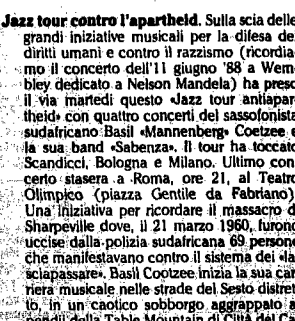 Jazz tour contro l'apartheid. Sulla scia delle
grandi iniziative musicali per la difesa de
diritti umani e contro il razzismo (ricordia
mo il concerto dell'11 giugno '88 a Wem
bley dedicato a Nelson Mandela) ha preso
il via martedì questo «Jazz tour antiapar
theid» con quattro concerti del sassofonista
sudafricano Basil «Mannenberg» Coetzee e
la sua band «Sabenza». Il tour ha toccato
Scandicci, Bologna e Milano. Ultimo con
certo stasera a Roma, ore 21, al Teatro
Olimpico (piazza Gentile da Fabriano)
Una iniziativa per ricordare il massacro d
Sharpeville dove, il 21 marzo 1960, furono
uccise dalla polizia sudafricana 69 persone
che manifestavano contro il sistema dei «la
sciapassare». Basil Cootzee inizia la sua car
riera musicale nelle strade del Sesto distret
to, in un caotico sobborgo aggrappato a
pendii della Table Mountain di Città del Ca